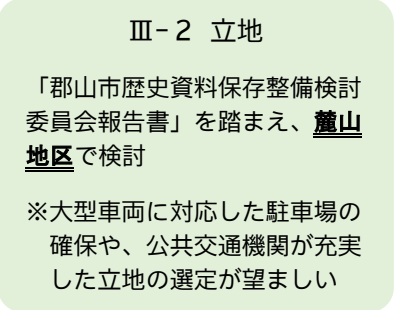 Ⅲ-２ 立地
「郡山市歴史資料保存整備検討
委員会報告書」を踏まえ、麓山
地区で検討
※大型車両に対応した駐車場の
確保や、公共交通機関が充実
した立地の選定が望ましい